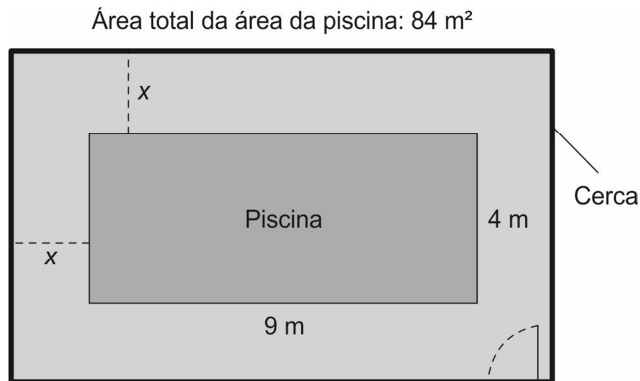 Área total da área da piscina: 84 m²
x
Cerca
Piscina
4 m
x
9 m